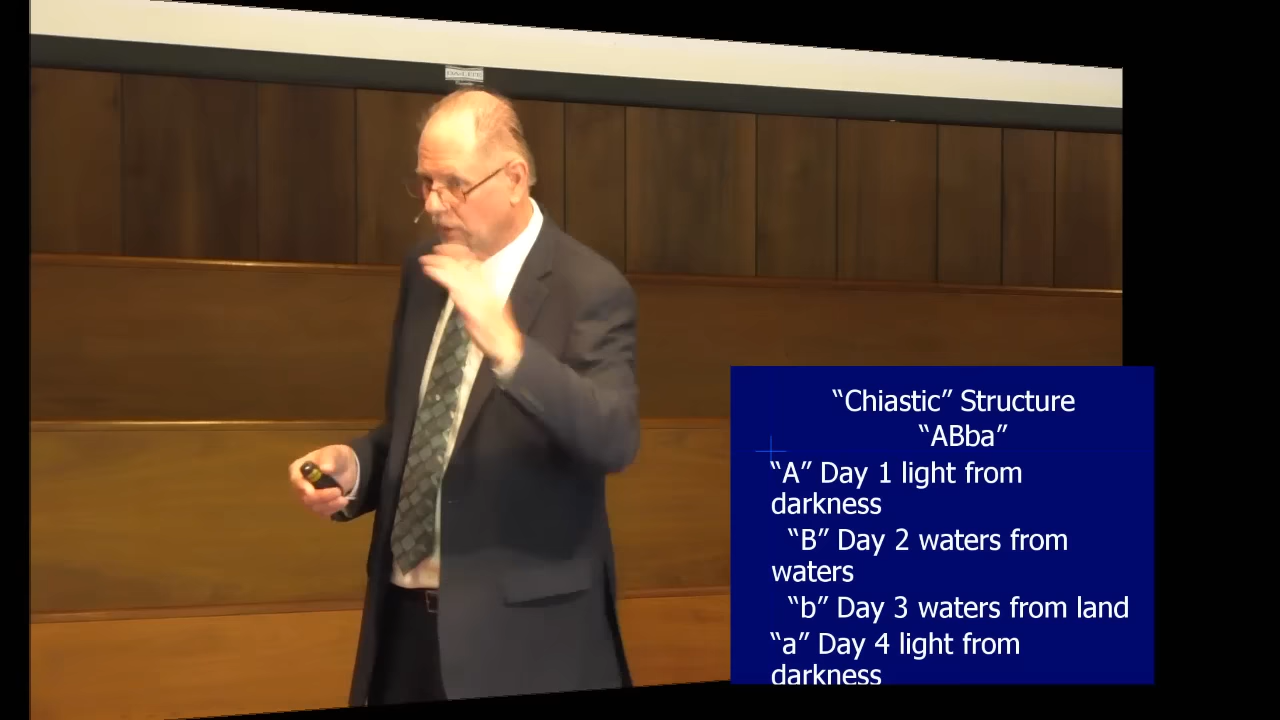 “Chiastic” Structure
“ABba”
“A” Day 1 light from
darkness
“B” Day 2 waters from
waters
“b” Day 3 waters from land
“a” Day 4 light from
darkness